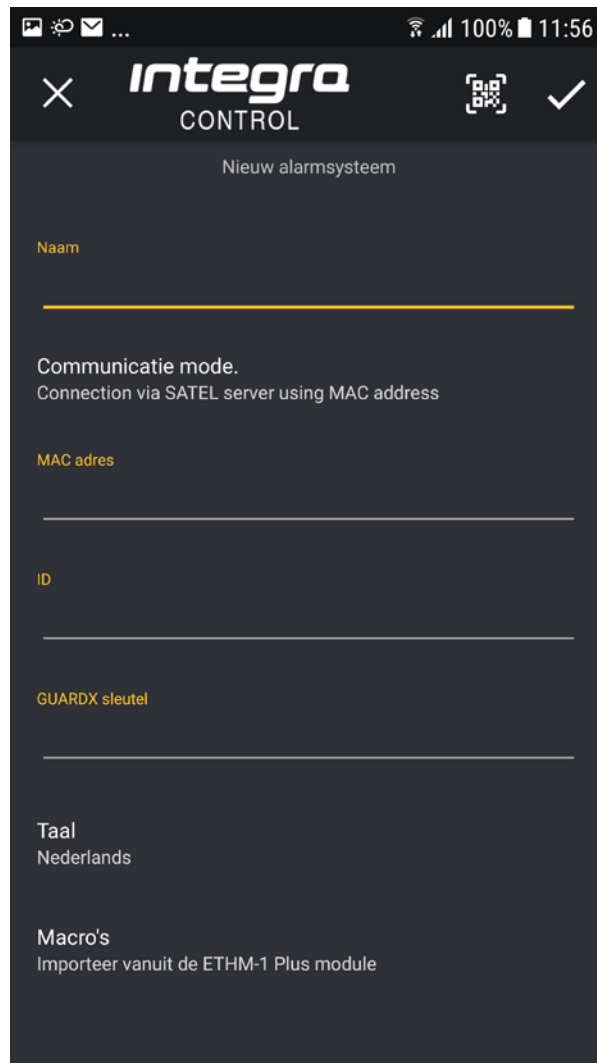 ... 100% 11:56
Integra
CONTROL
Nieuw alarmsysteem
Naam
Communicatie mode.
Connection via SATEL server using MAC address
MAC adres
ID
GUARDX sleutel
Taal
Nederlands
Macro's
Importeer vanuit de ETHM-1 Plus module